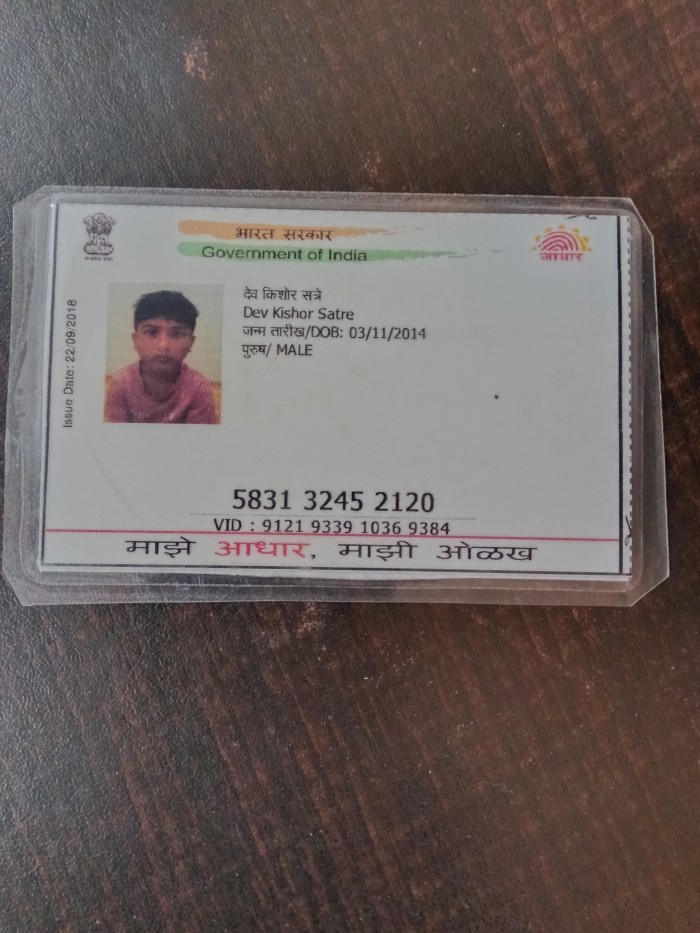 भारत सरकार
Government of India
आधार
Issue Date: 22/09/2018
देव किशोर सत्रे
Dev Kishor Satre
जन्म तारीख/DOB: 03/11/2014
पुरुष/ MALE
5831 3245 2120
VID : 9121 9339 1036 9384
माझे आधार, माझी ओळख